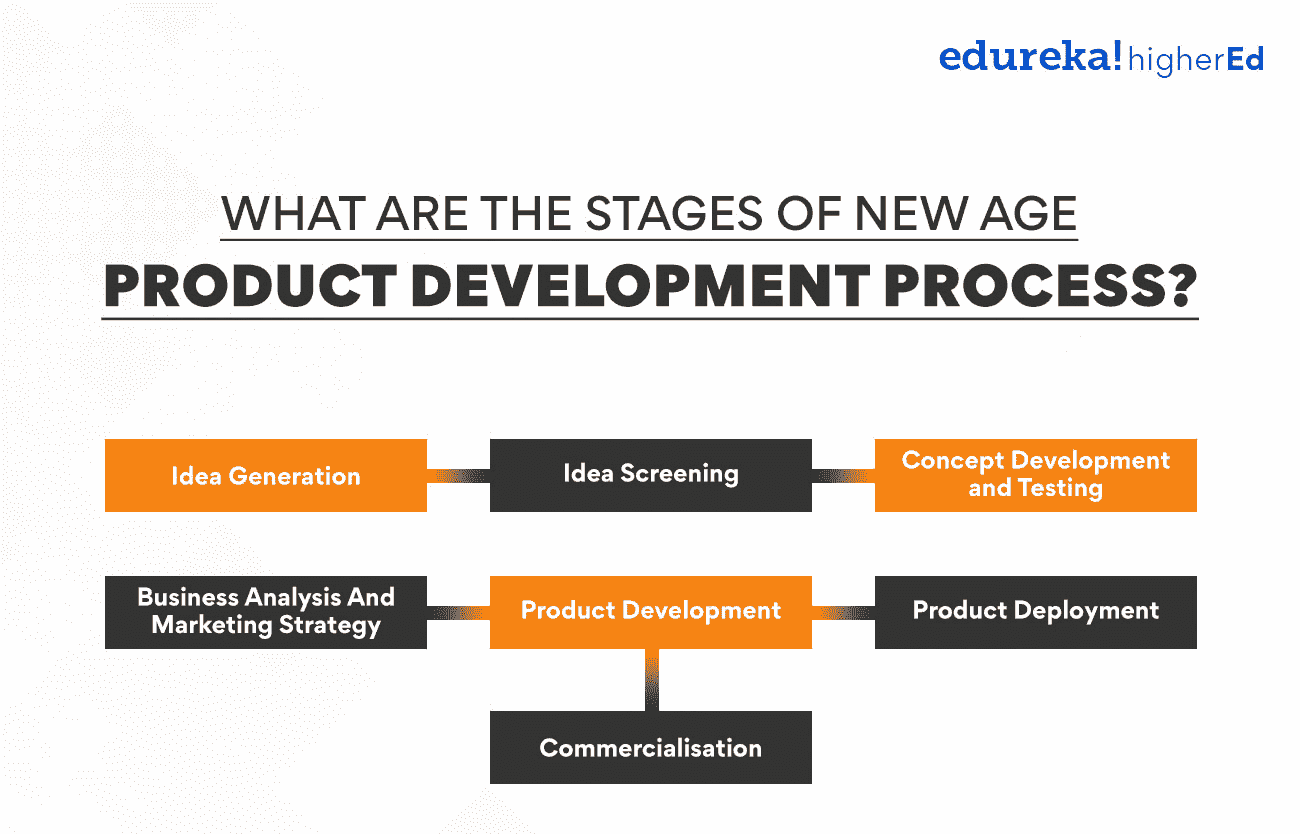 edureka!higherEd
WHAT ARE THE STAGES OF NEW AGE
PRODUCT DEVELOPMENT PROCESS?
Idea Generation
Idea Screening
Concept Development
and Testing
Business Analysis And
Marketing Strategy
Product Development
Product Deployment
Commercialisation